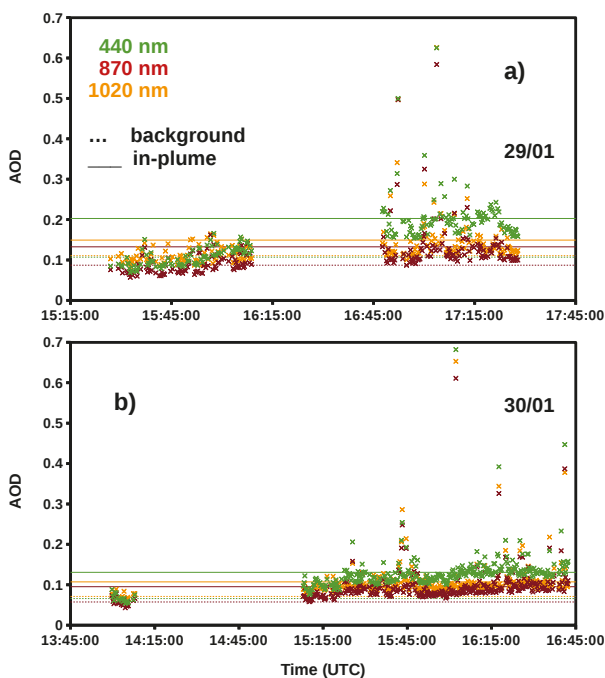 0.7
0.6
0.5
0.4
0.3
0.2
0.1
0
AOD
440 nm
870 nm
1020 nm
... background
___ in-plume
a)
29/01
15:15:00 15:45:00 16:15:00 16:45:00 17:15:00 17:45:00
0.7
0.6
0.5
0.4
0.3
0.2
0.1
0
AOD
b)
30/01
13:45:00 14:15:00 14:45:00 15:15:00 15:45:00 16:15:00 16:45:00
Time (UTC)